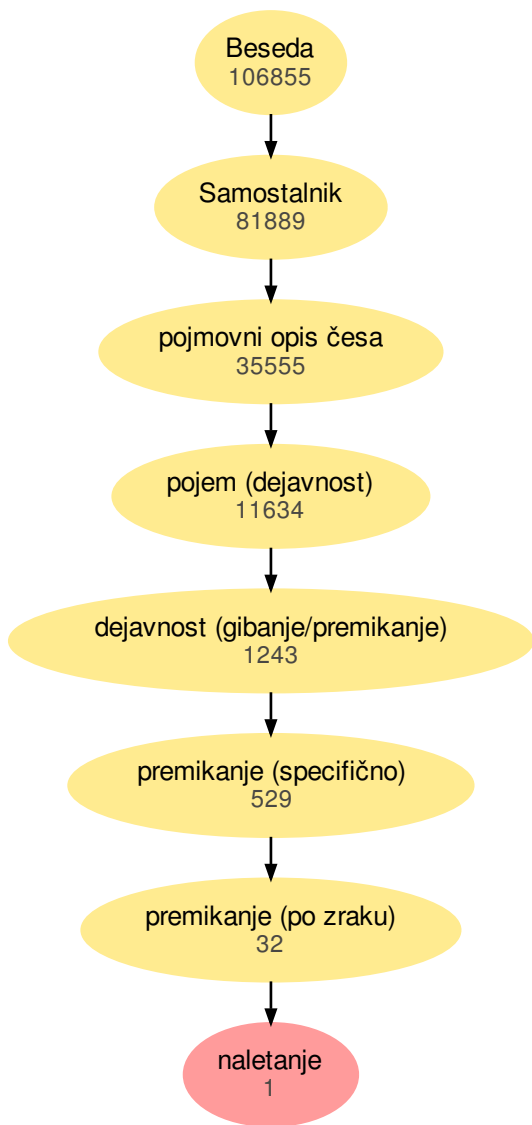 Beseda
106855
Samostalnik
81889
pojmovni opis česa
35555
pojem (dejavnost)
11634
dejavnost (gibanje/premikanje)
1243
premikanje (specifično)
529
premikanje (po zraku)
32
naletanje
1